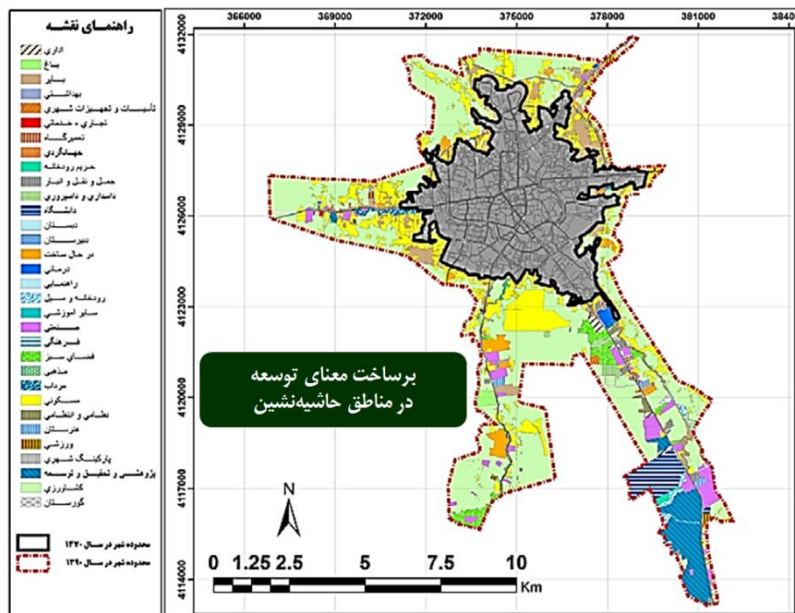 راهنمای نقشه
اداری
باغ
بایر
بهداشتی
تأسیسات و تجهیزات شهری
تجاری - خدماتی
تعمیرگاه
جهانگردی
حریم رودخانه
حمل و نقل و انبار
دامداری و دامپروری
دانشگاه
دبستان
دبیرستان
در حال ساخت
درمانی
راهنمایی
رودخانه و سیل
سایر آموزشی
صنعتی
فرهنگی
فضای سبز
مذهبی
مرداب
مسکونی
نظامی و انتظامی
هنرستان
ورزشی
پارکینگ شهری
پژوهشی و تحقیق و توسعه
کشاورزی
گورستان
محدوده شهر در سال ۱۳۷۰
محدوده شهر در سال ۱۳۹۰
366000 369000 372000 375000 378000 381000 38400
4132000
4129000
4126000
4123000
4120000
4117000
4114000
برساخت معنای توسعه
در مناطق حاشیه‌نشین
N
0 1.25 2.5 5 7.5 10
Km